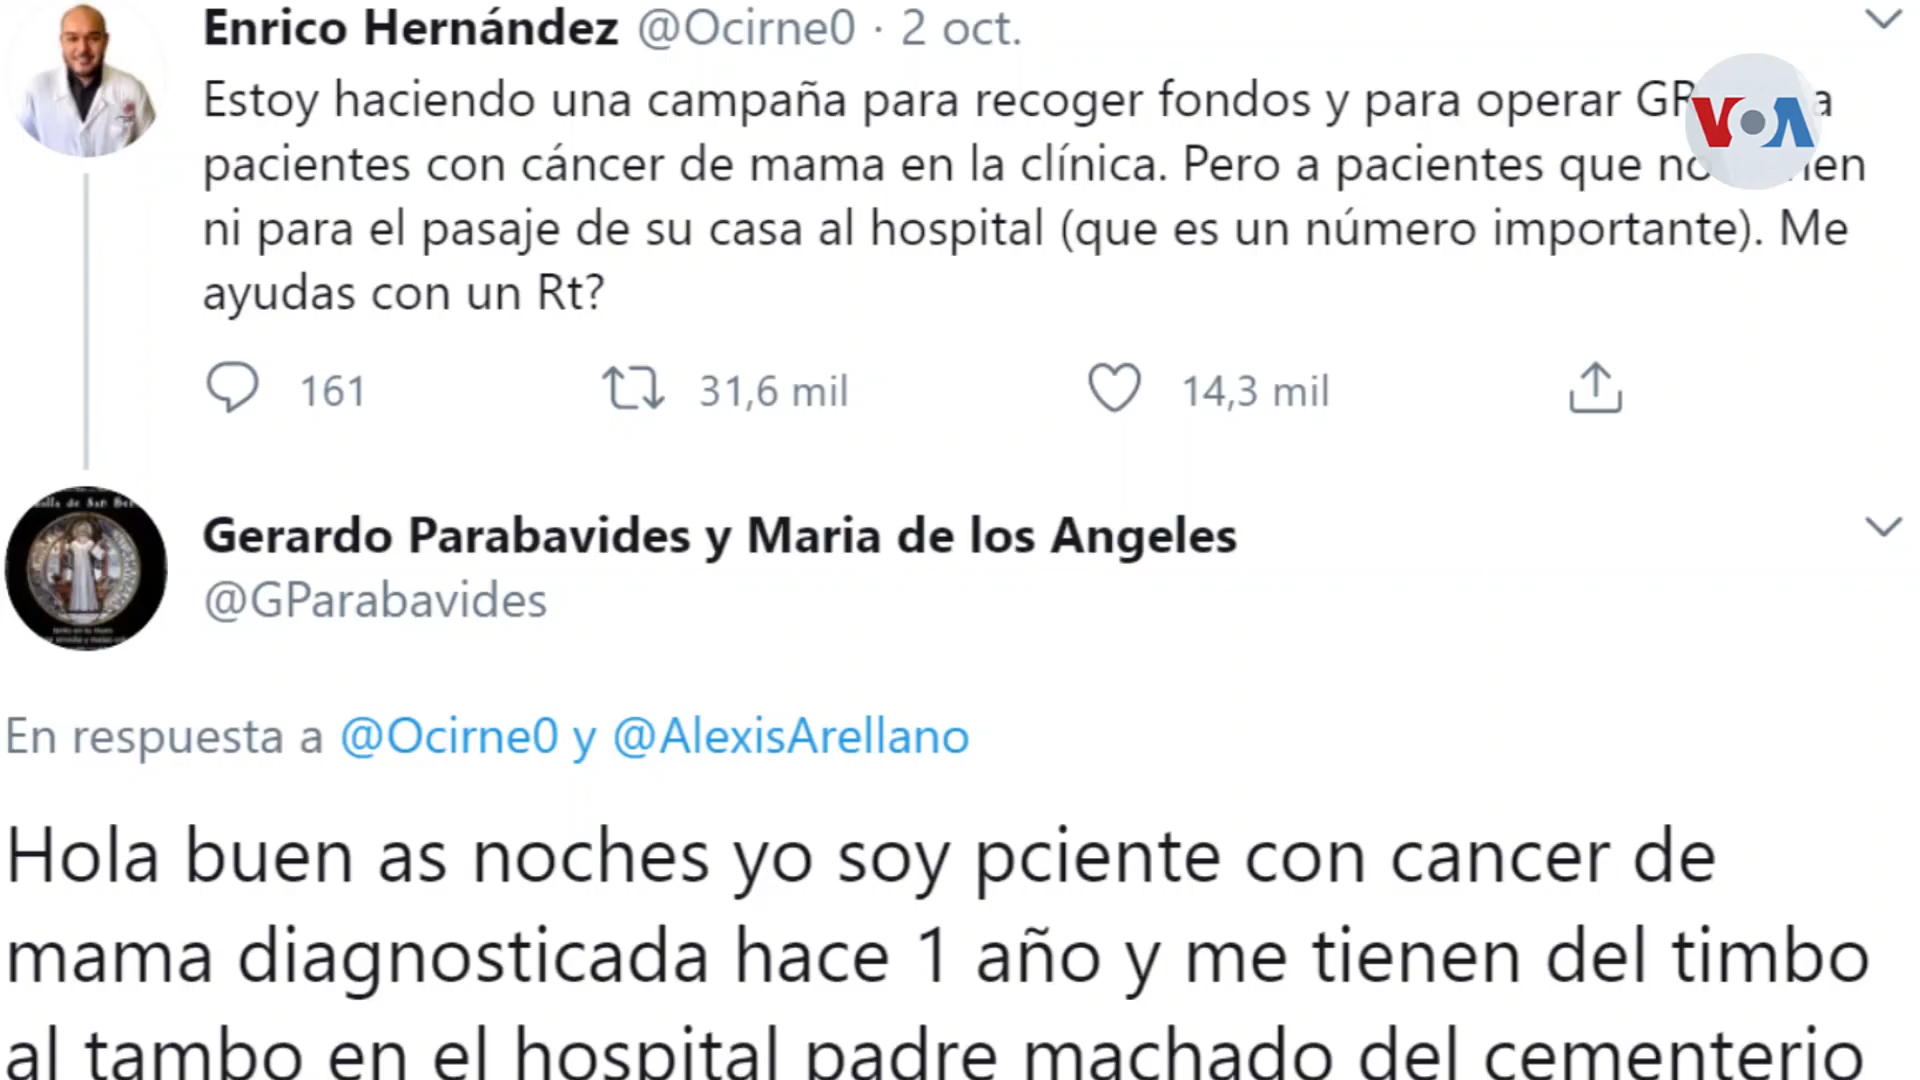 Enrico Hernández @Ocirne0 · 2 oct.
VOA
Estoy haciendo una campaña para recoger fondos y para operar
pacientes con cáncer de mama en la clínica. Pero a pacientes que no
ni para el pasaje de su casa al hospital (que es un número importante). Me
ayudas con un Rt?
161 31,6 mil 14,3 mil
Gerardo Parabavides y Maria de los Angeles
@GParabavides
En respuesta a @Ocirne0 y @AlexisArellano
Hola buen as noches yo soy pciente con cancer de
mama diagnosticada hace 1 año y me tienen del timbo
al tambo en el hospital padre machado del cementerio